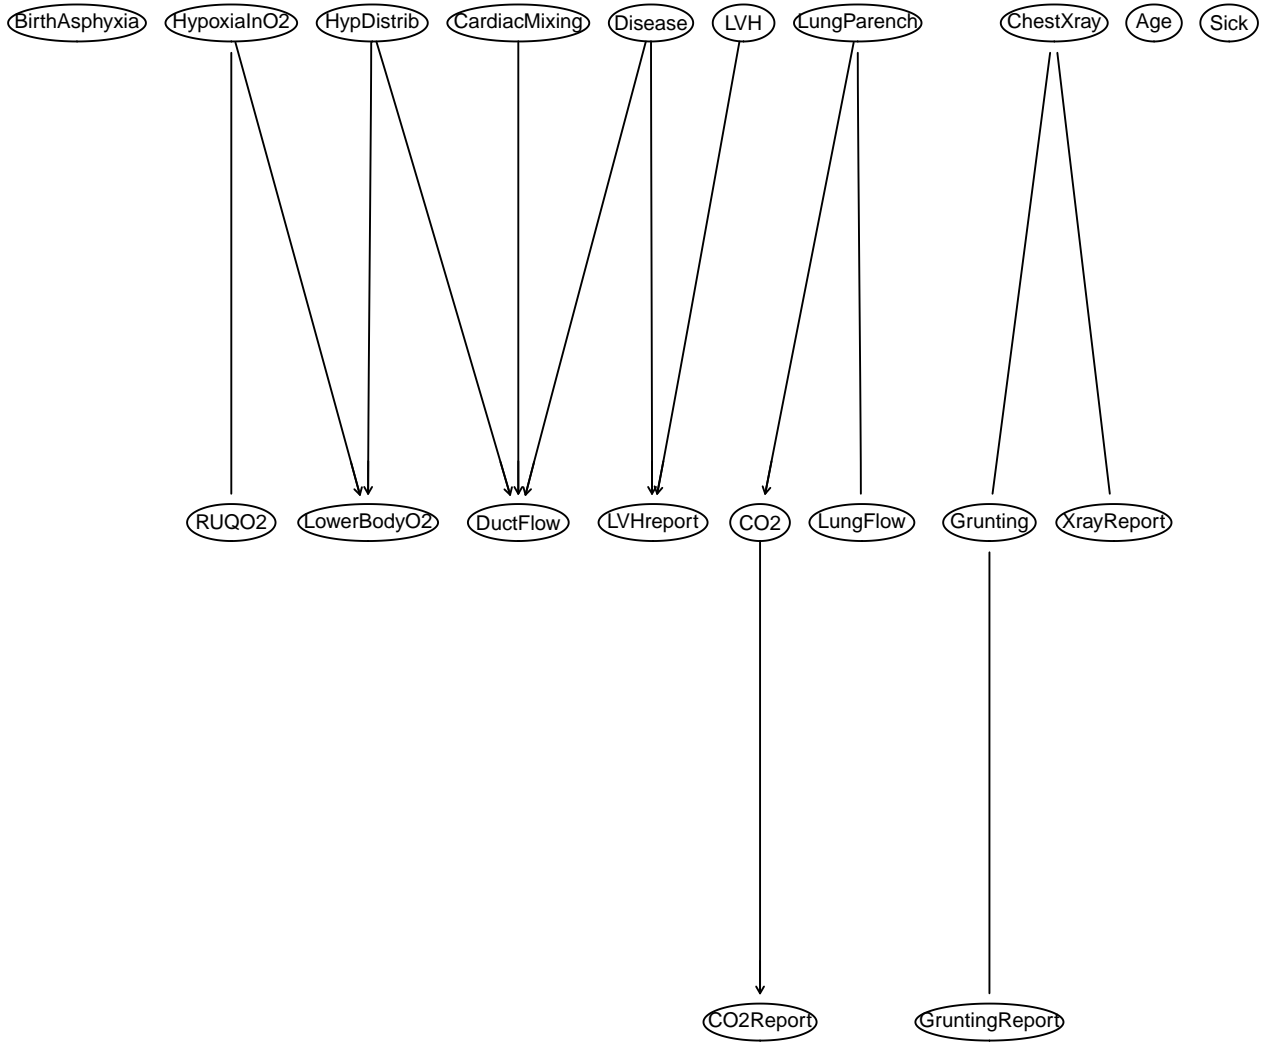 BirthAsphyxia HypoxiaInO2 HypDistrib CardiacMixing Disease LVH LungParench ChestXray Age Sick
RUQO2 LowerBodyO2 DuctFlow LVHreport CO2 LungFlow Grunting XrayReport
CO2Report GruntingReport